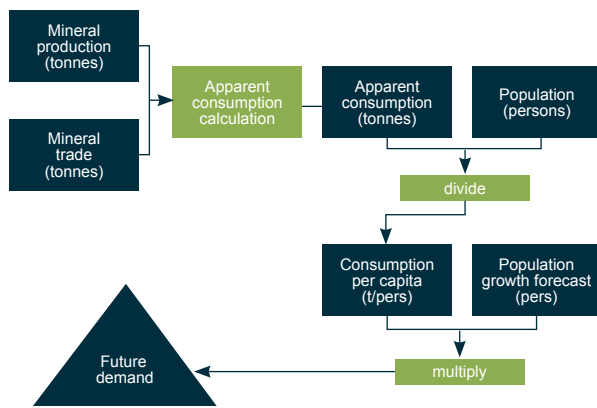 Mineral
production
(tonnes)
Apparent
consumption
calculation
Apparent
consumption
(tonnes)
Population
(persons)
Mineral
trade
(tonnes)
divide
Consumption
per capita
(t/pers)
Population
growth forecast
(pers)
Future
demand
multiply